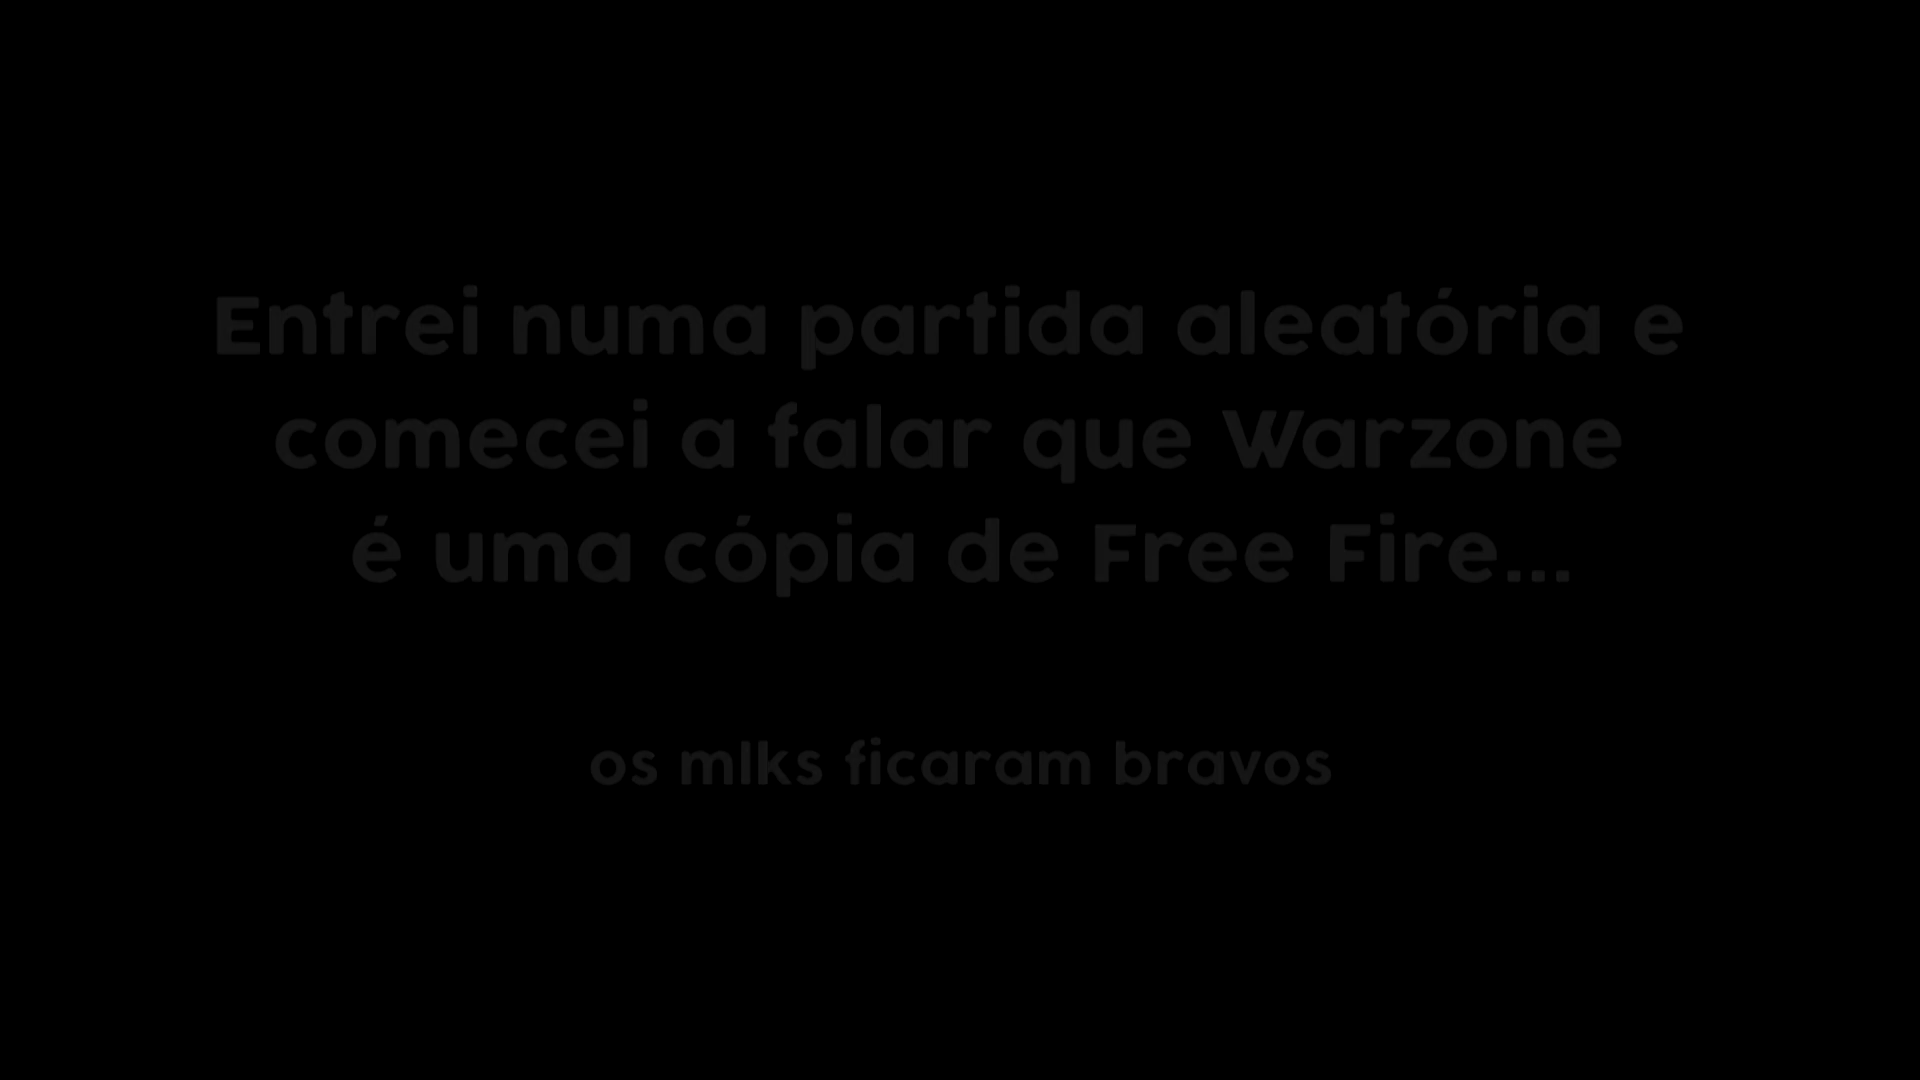 Entrei numa partida aleatória e
comecei a falar que Warzone
é uma cópia de Free Fire...
os mlks ficaram bravos